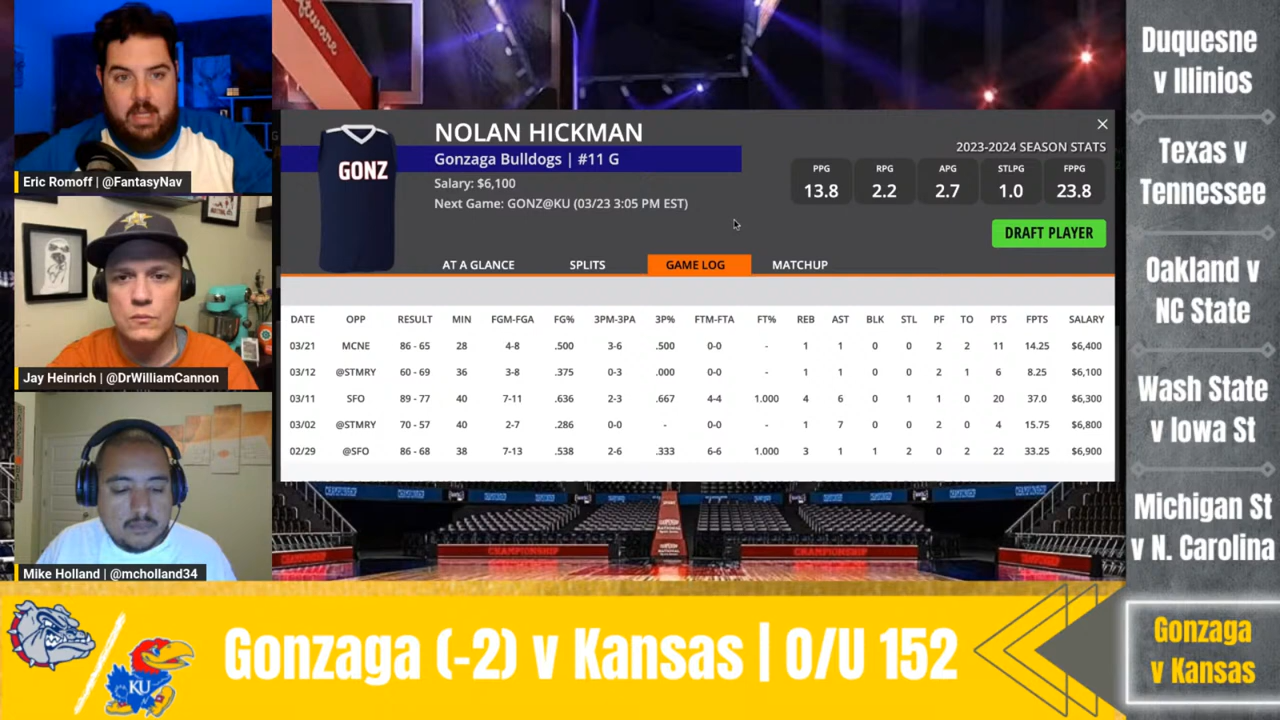 Eric Romoff | @FantasyNav
Jay Heinrich | @DrWilliamCannon
Mike Holland | @mcholland34
GONZ
NOLAN HICKMAN
Gonzaga Bulldogs | #11 G
Salary: $6,100
Next Game: GONZ@KU (03/23 3:05 PM EST)
2023-2024 SEASON STATS
PPG RPG APG STLPG FPPG
13.8 2.2 2.7 1.0 23.8
DRAFT PLAYER
AT A GLANCE SPLITS GAME LOG MATCHUP
DATE OPP RESULT MIN FGM-FGA FG% 3PM-3PA 3P% FTM-FTA FT% REB AST BLK STL PF TO PTS FPTS SALARY
03/21 MCNE 86 - 65 28 4-8 .500 3-6 .500 0-0 - 1 1 0 0 2 2 11 14.25 $6,400
03/12 @STMRY 60 - 69 36 3-8 .375 0-3 .000 0-0 - 1 1 0 0 2 1 6 8.25 $6,100
03/11 SFO 89 - 77 40 7-11 .636 2-3 .667 4-4 1.000 4 6 0 1 1 0 20 37.0 $6,300
03/02 @STMRY 70 - 57 40 2-7 .286 0-0 - 0-0 - 1 7 0 0 2 0 4 15.75 $6,800
02/29 @SFO 86 - 68 38 7-13 .538 2-6 .333 6-6 1.000 3 1 1 2 0 2 22 33.25 $6,900
CHAMPIONSHIP
CHAMPIONSHIP
KU
Gonzaga (-2) v Kansas | O/U 152
Duquesne
v Illinios
Texas v
Tennessee
Oakland v
NC State
Wash State
v Iowa St
Michigan St
v N. Carolina
Gonzaga
v Kansas